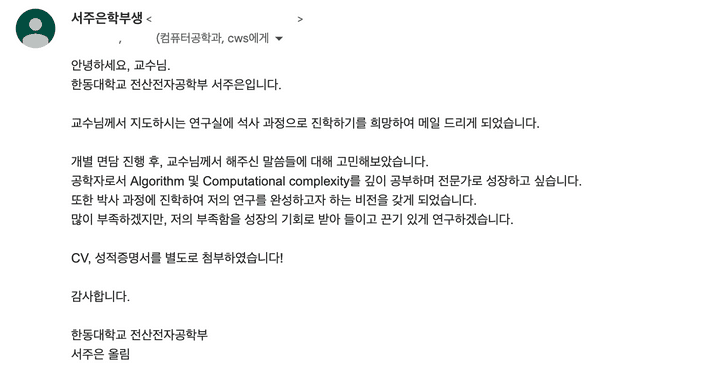 서주은학부생 < >
, (컴퓨터공학과, cws에게
안녕하세요, 교수님.
한동대학교 전산전자공학부 서주은입니다.
교수님께서 지도하시는 연구실에 석사 과정으로 진학하기를 희망하여 메일 드리게 되었습니다.
개별 면담 진행 후, 교수님께서 해주신 말씀들에 대해 고민해보았습니다.
공학자로서 Algorithm 및 Computational complexity를 깊이 공부하며 전문가로 성장하고 싶습니다.
또한 박사 과정에 진학하여 저의 연구를 완성하고자 하는 비전을 갖게 되었습니다.
많이 부족하겠지만, 저의 부족함을 성장의 기회로 받아 들이고 끈기 있게 연구하겠습니다.
CV, 성적증명서를 별도로 첨부하였습니다!
감사합니다.
한동대학교 전산전자공학부
서주은 올림